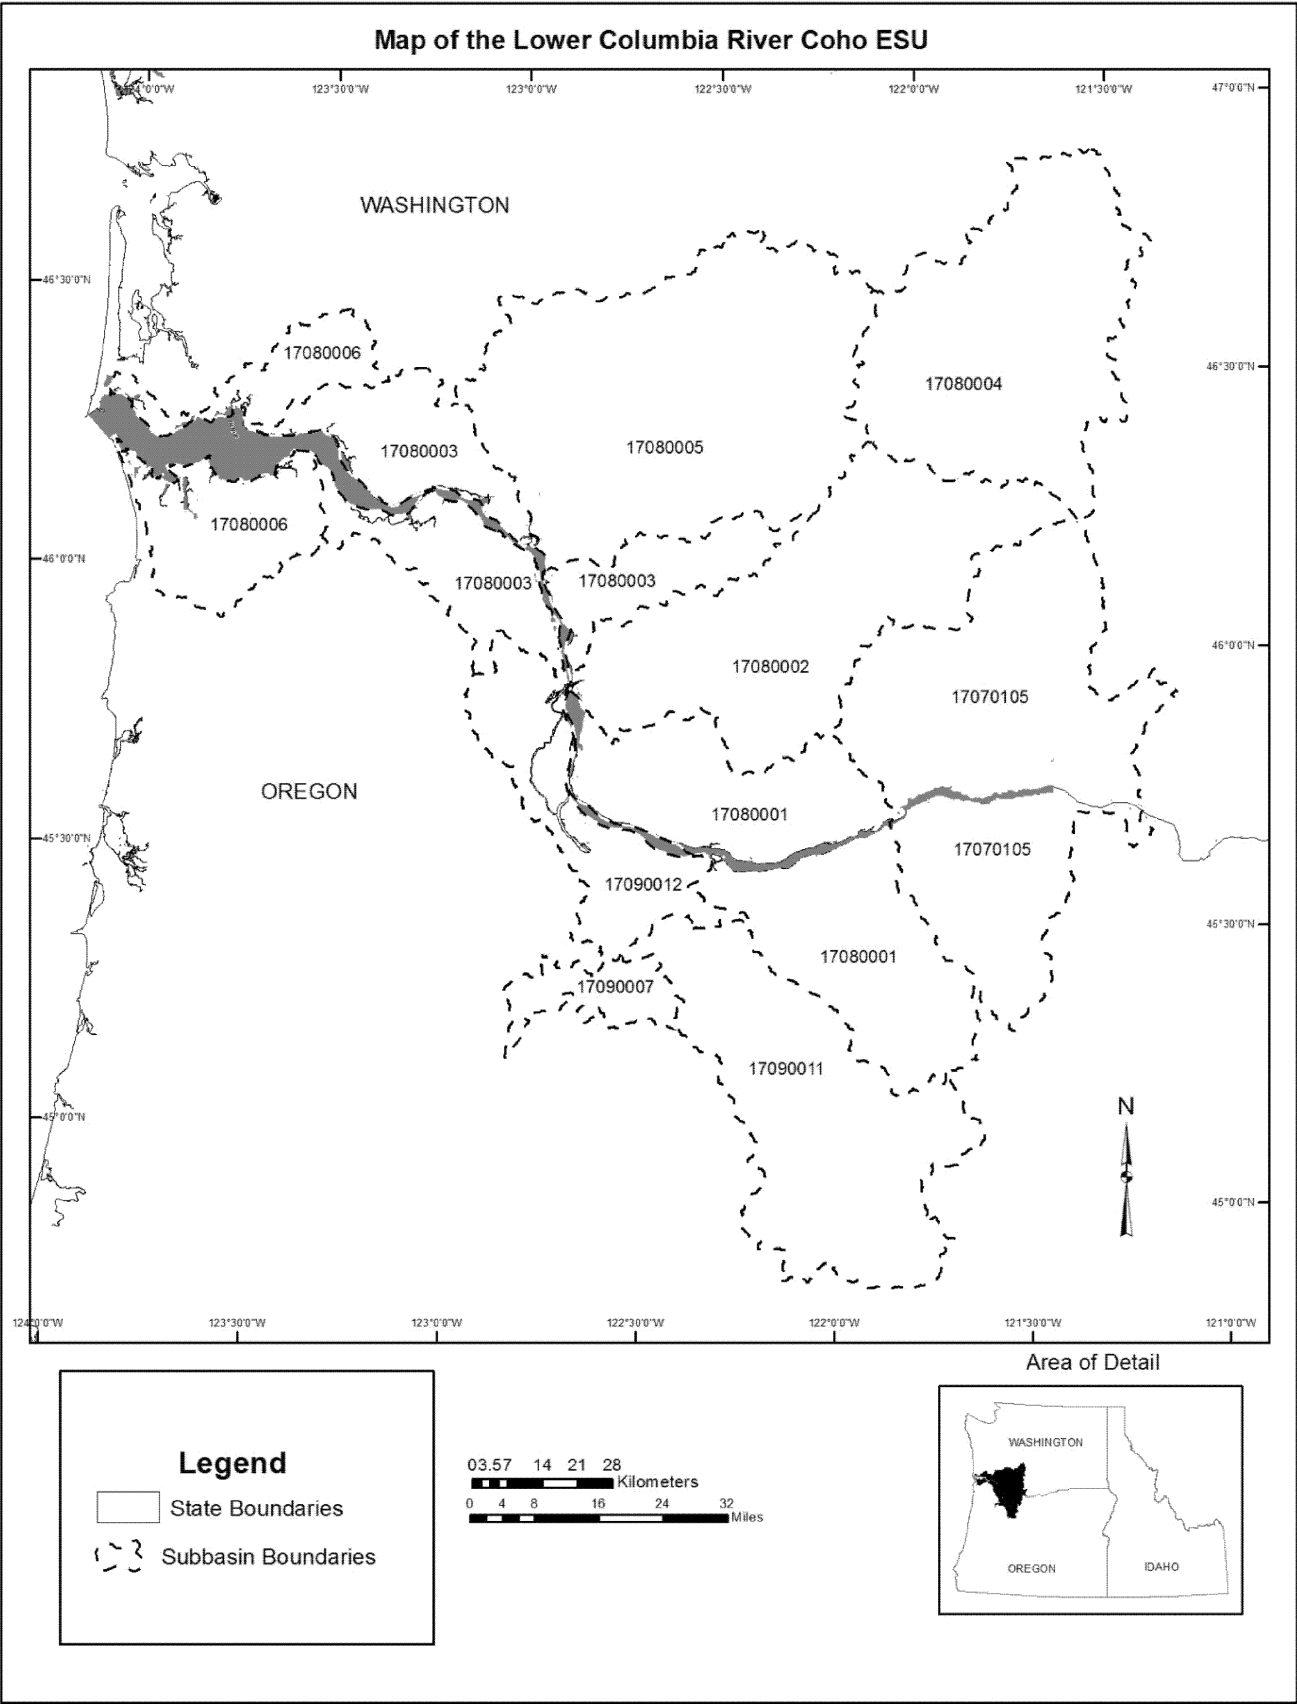 Map of the Lower Columbia River Coho ESU
123°30'0"W
123°0'0"W
122°30'0"W
122°0'0"W
121°30'0"W
47°0'0"N
WASHINGTON
46°30'0"N
17080006
46°30'0"N
17080004
17080003
17080005
17080006
46°0'0"N
17080003
17080003
46°0'0"N
17080002
17070105
OREGON
17080001
45°30'0"N
17070105
17090012
45°30'0"N
17080001
17090007
17090011
N
45°0'0"N
45°0'0"N
124°0'0"W
123°30'0"W
123°0'0"W
122°30'0"W
122°0'0"W
121°30'0"W
121°0'0"W
Area of Detail
WASHINGTON
OREGON
IDAHO
Legend
State Boundaries
Subbasin Boundaries
03.57 14 21 28
Kilometers
0 4 8 16 24 32
Miles